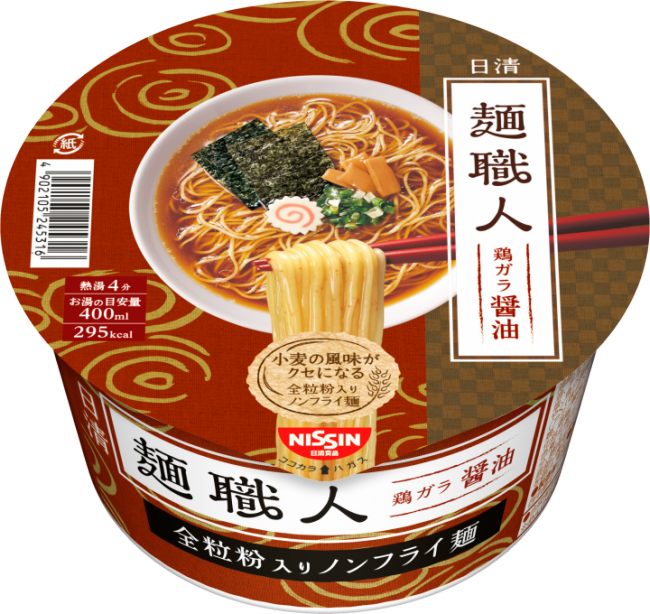 日清
麺職人
鶏ガラ醤油
紙
4 902105 245316
熱湯4分
お湯の目安量
400ml
295kcal
小麦の風味が
クセになる
全粒粉入り
ノンフライ麺
NISSIN
日清食品
ココカラハガス
日清
麺職人
鶏ガラ醤油
全粒粉入りノンフライ麺